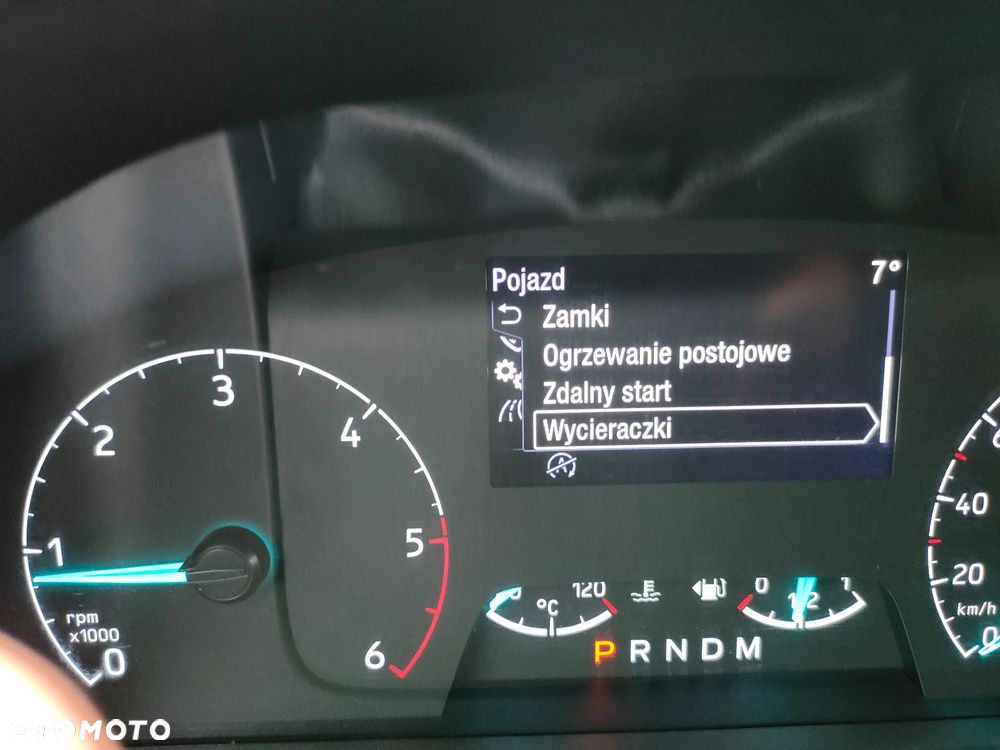 Pojazd 7°
Zamki
Ogrzewanie postojowe
Zdalny start
Wycieraczki
0
1
2
3
4
5
6
rpm
x1000
°C
120
0
1/2
1
P R N D M
40
20
km/h
0
OTOMOTO